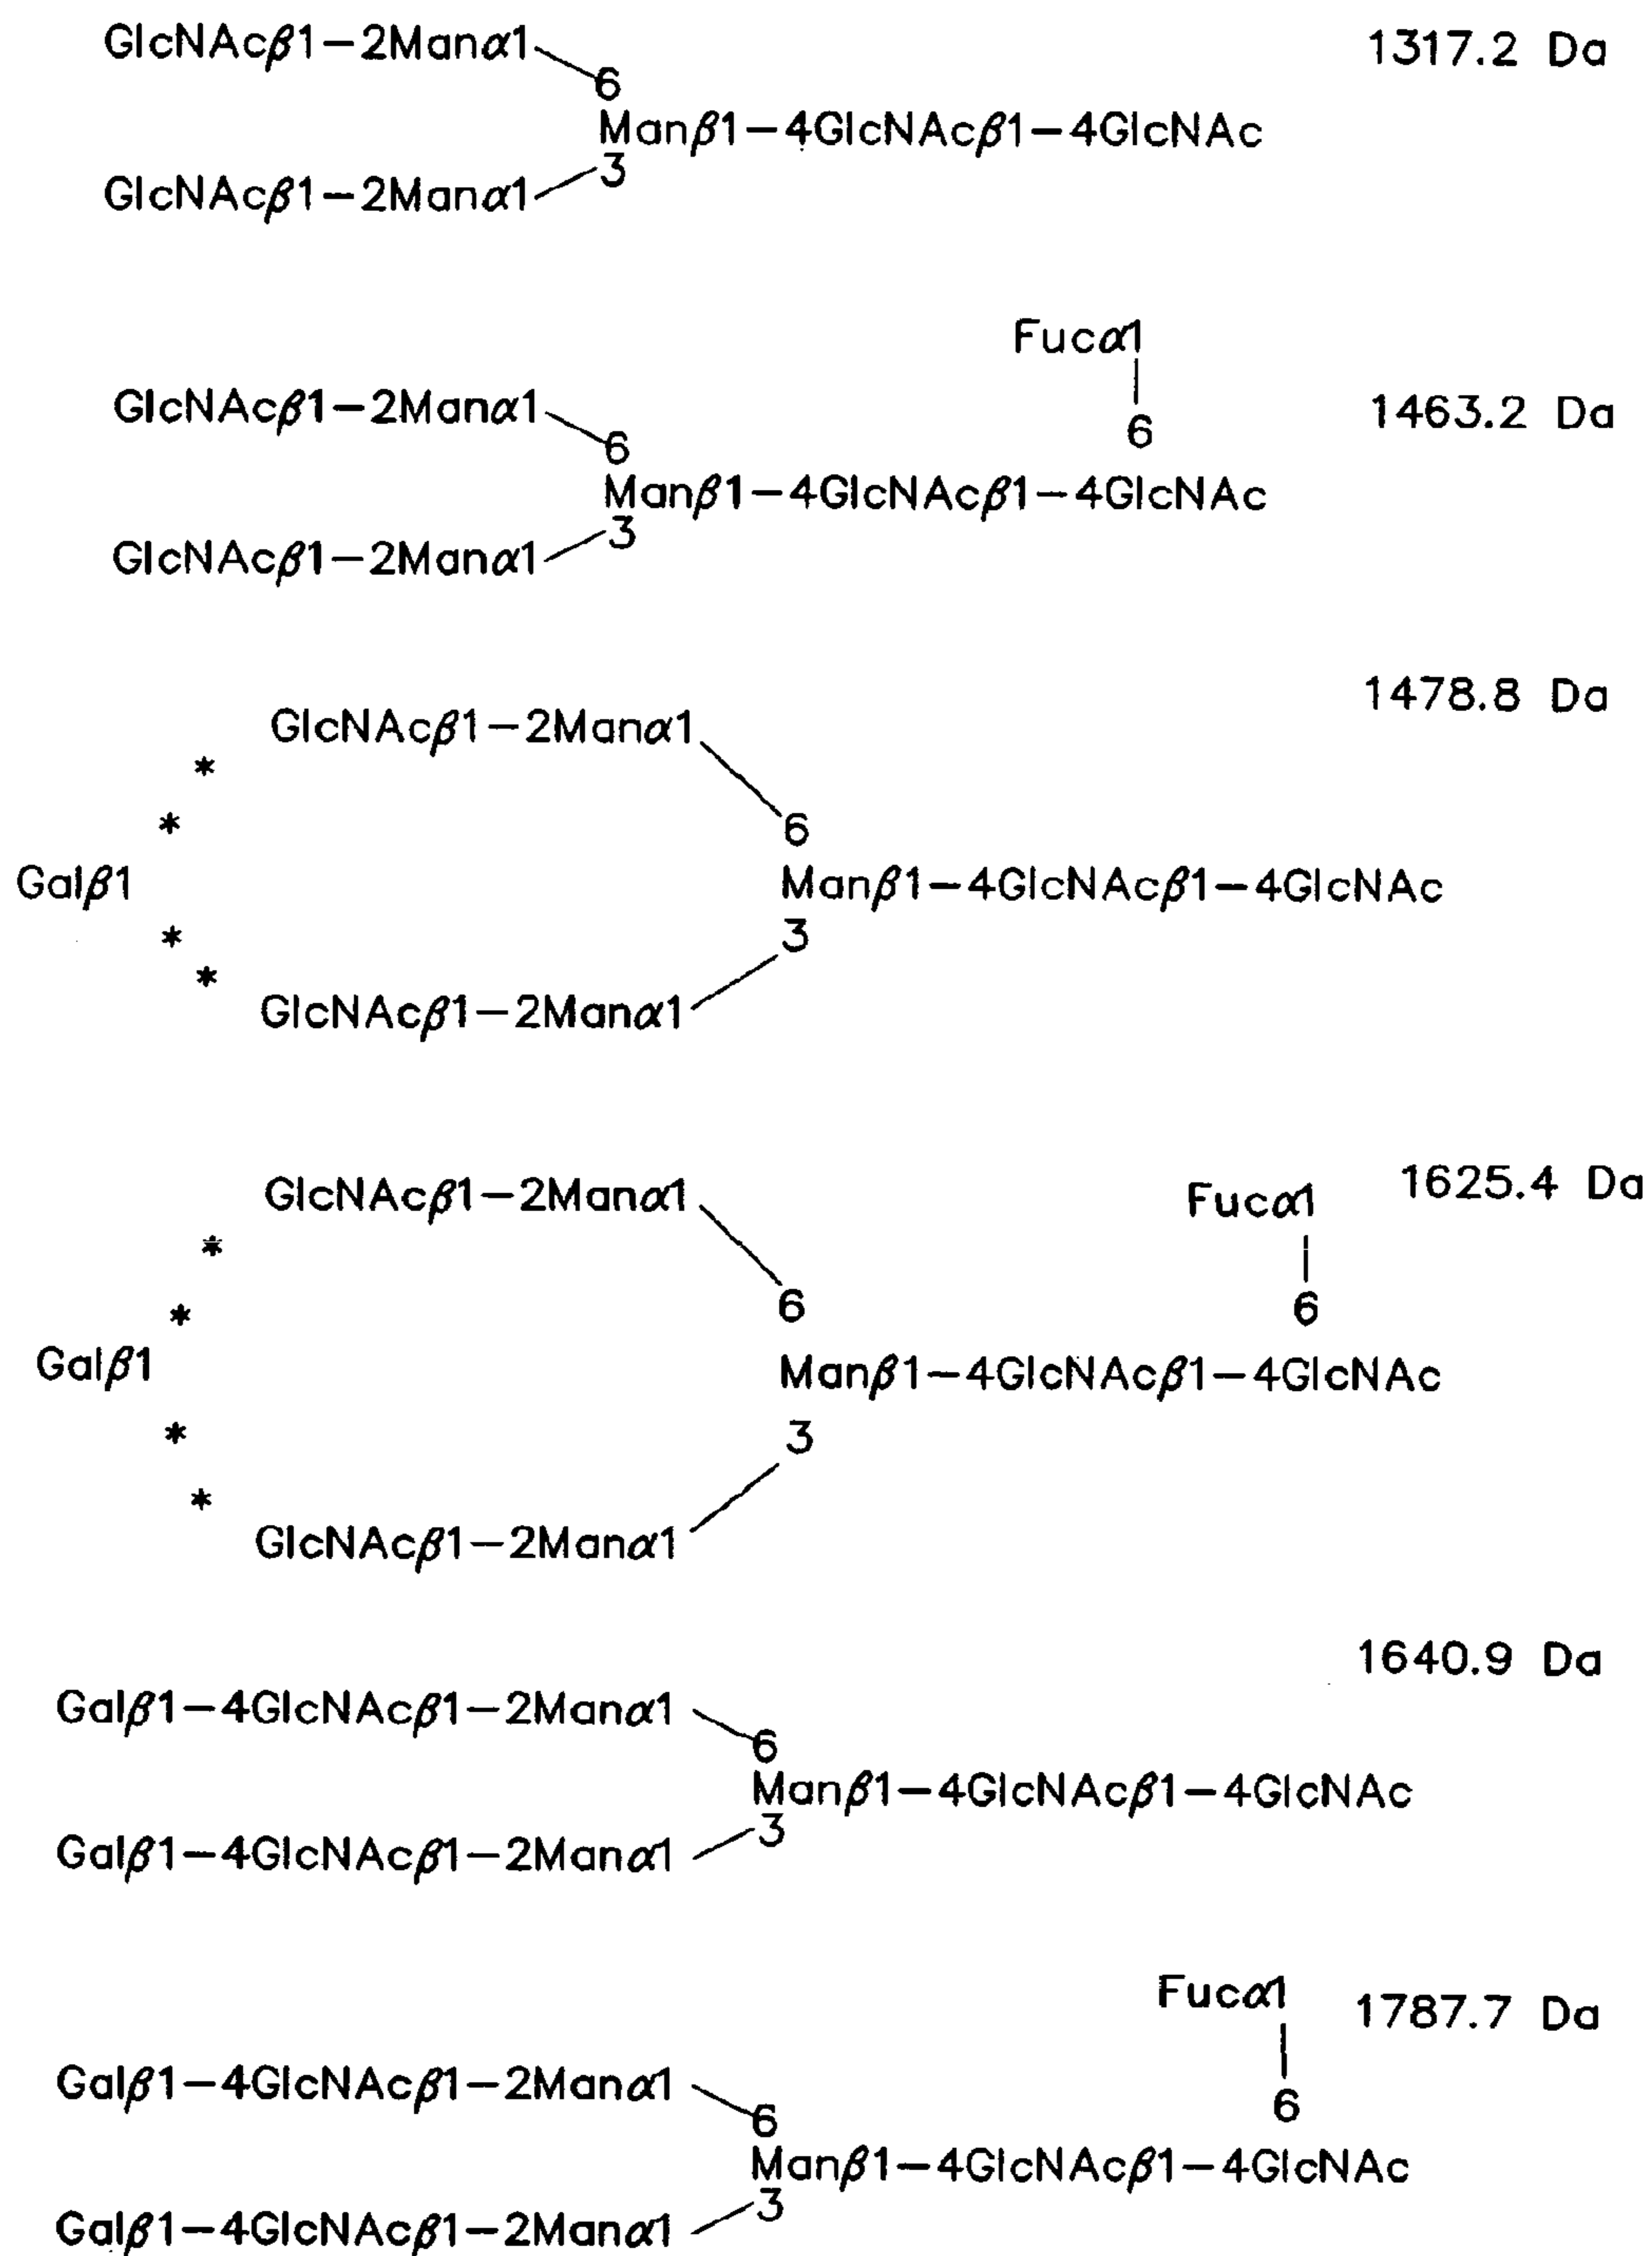 GlcNAcβ1-2Manα1 1317.2 Da
6
Manβ1-4GlcNAcβ1-4GlcNAc
3
GlcNAcβ1-2Manα1
Fucα1
GlcNAcβ1-2Manα1 1463.2 Da
6 6
Manβ1-4GlcNAcβ1-4GlcNAc
3
GlcNAcβ1-2Manα1
1478.8 Da
GlcNAcβ1-2Manα1
*
* 6
Galβ1 Manβ1-4GlcNAcβ1-4GlcNAc
* 3
*
GlcNAcβ1-2Manα1
GlcNAcβ1-2Manα1 Fucα1 1625.4 Da
*
* 6 6
Galβ1 Manβ1-4GlcNAcβ1-4GlcNAc
* 3
*
GlcNAcβ1-2Manα1
1640.9 Da
Galβ1-4GlcNAcβ1-2Manα1
6
Manβ1-4GlcNAcβ1-4GlcNAc
3
Galβ1-4GlcNAcβ1-2Manα1
Fucα1 1787.7 Da
Galβ1-4GlcNAcβ1-2Manα1
6 6
Manβ1-4GlcNAcβ1-4GlcNAc
3
Galβ1-4GlcNAcβ1-2Manα1